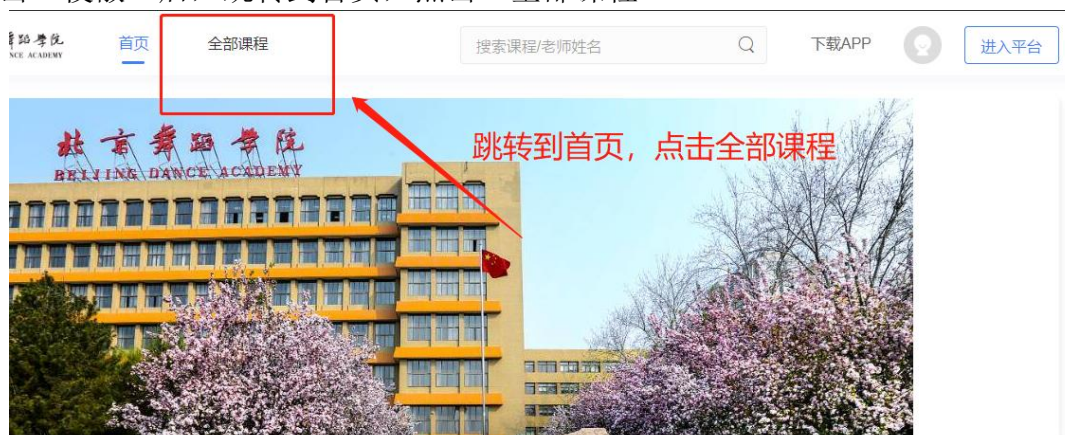 首页
全部课程
搜索课程/老师姓名
下载APP
进入平台
NCE ACADEMY
跳转到首页，点击全部课程
北京舞蹈学院
BEIJING DANCE ACADEMY